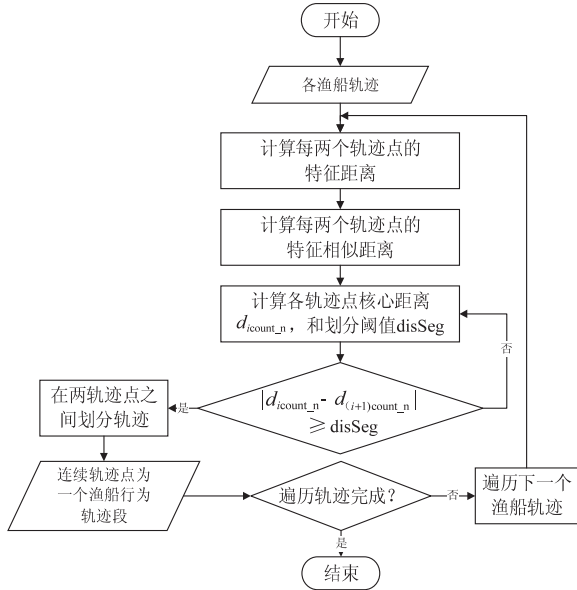 开始
各渔船轨迹
计算每两个轨迹点的
特征距离
计算每两个轨迹点的
特征相似距离
计算各轨迹点核心距离
dicount_n，和划分阈值disSeg
否
|dicount_n- d(i+1)count_n|
≥disSeg
是
在两轨迹点之
间划分轨迹
连续轨迹点为
一个渔船行为
轨迹段
遍历轨迹完成？
否
遍历下一个
渔船轨迹
是
结束